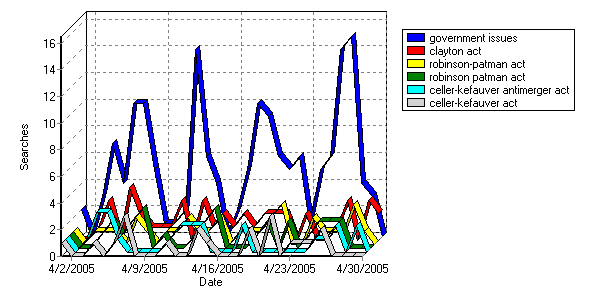 16
14
12
10
8
6
4
2
0
Searches
4/2/2005 4/9/2005 4/16/2005 4/23/2005 4/30/2005
Date
government issues
clayton act
robinson-patman act
robinson patman act
celler-kefauver antimerger act
celler-kefauver act